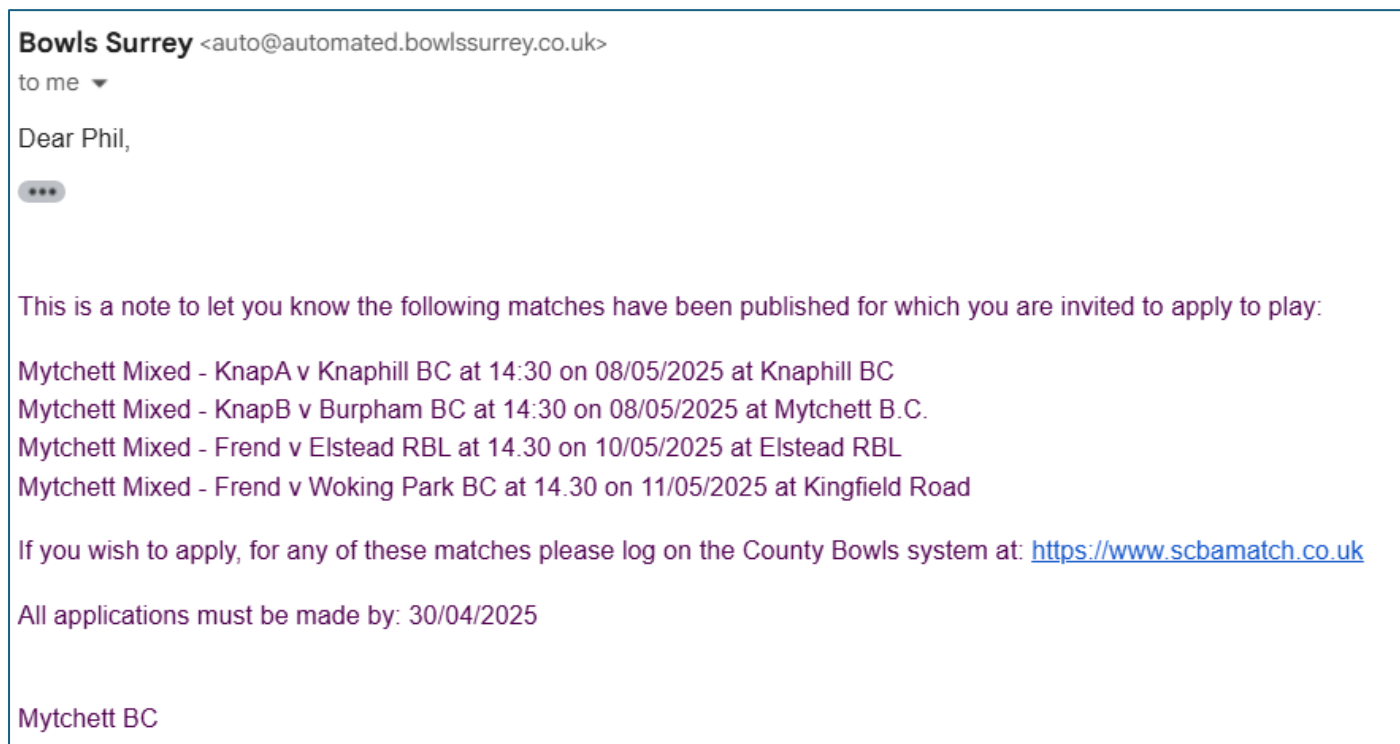 Bowls Surrey <auto@automated.bowlssurrey.co.uk>
to me
Dear Phil,
This is a note to let you know the following matches have been published for which you are invited to apply to play:
Mytchett Mixed - KnapA v Knaphill BC at 14:30 on 08/05/2025 at Knaphill BC
Mytchett Mixed - KnapB v Burpham BC at 14:30 on 08/05/2025 at Mytchett B.C.
Mytchett Mixed - Frend v Elstead RBL at 14.30 on 10/05/2025 at Elstead RBL
Mytchett Mixed - Frend v Woking Park BC at 14.30 on 11/05/2025 at Kingfield Road
If you wish to apply, for any of these matches please log on the County Bowls system at: https://www.scbamatch.co.uk
All applications must be made by: 30/04/2025
Mytchett BC